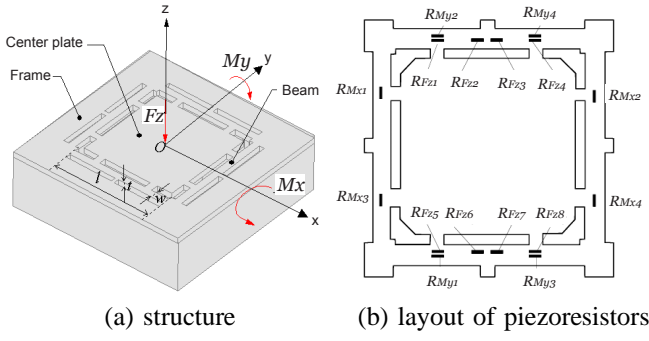 z
Center plate
My
y
Frame
Beam
Fz
O
l
t
w
Mx
x
(a) structure
RMy2
RMy4
RFz1
RFz2
RFz3
RFz4
RMx1
RMx2
RMx3
RMx4
RFz5
RFz6
RFz7
RFz8
RMy1
RMy3
(b) layout of piezoresistors